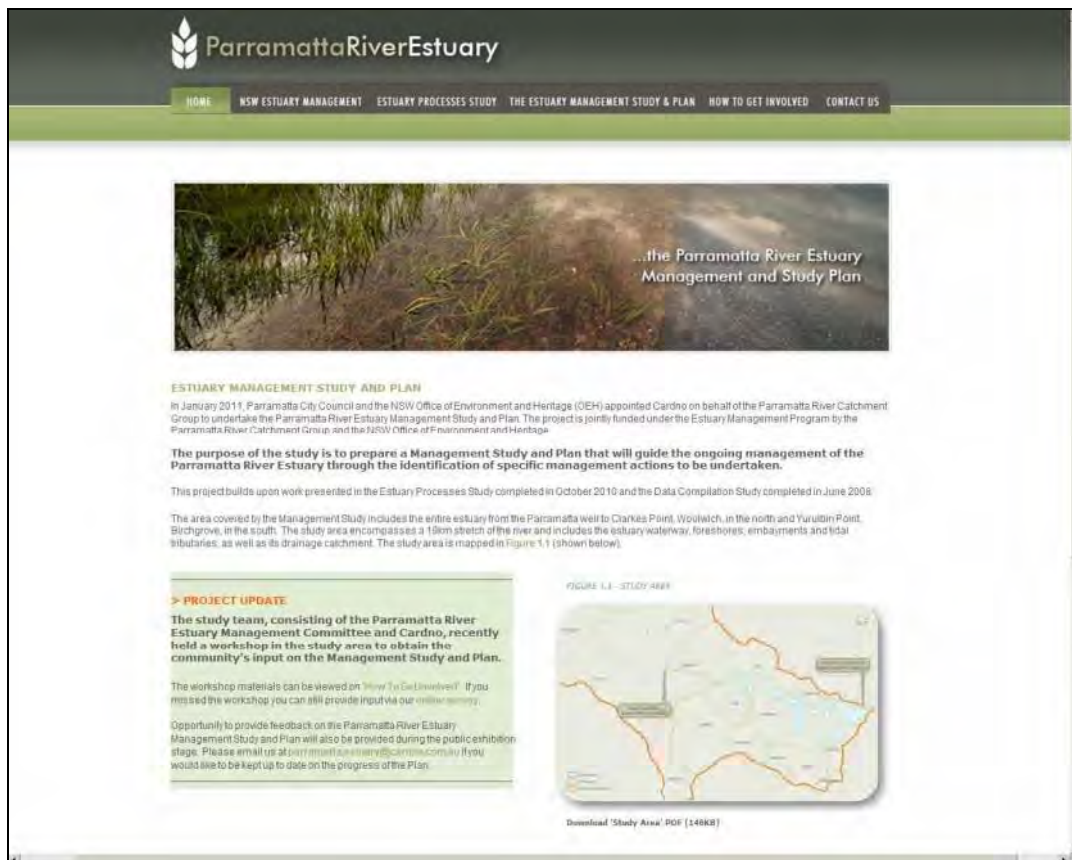 ParramattaRiverEstuary
HOME NSW ESTUARY MANAGEMENT ESTUARY PROCESSES STUDY THE ESTUARY MANAGEMENT STUDY & PLAN HOW TO GET INVOLVED CONTACT US
...the Parramatta River Estuary
Management and Study Plan
ESTUARY MANAGEMENT STUDY AND PLAN
In January 2011, Parramatta City Council and the NSW Office of Environment and Heritage (OEH) appointed Cardno on behalf of the Parramatta River Catchment
Group to undertake the Parramatta River Estuary Management Study and Plan. The project is jointly funded under the Estuary Management Program by the
Parramatta River Catchment Group and the NSW Office of Environment and Heritage
The purpose of the study is to prepare a Management Study and Plan that will guide the ongoing management of the
Parramatta River Estuary through the identification of specific management actions to be undertaken.
This project builds upon work presented in the Estuary Processes Study completed in October 2010 and the Data Compilation Study completed in June 2008.
The area covered by the Management Study includes the entire estuary from the Parramatta weir to Clarkes Point, Woolwich, in the north and Yurulbin Point,
Birchgrove, in the south. The study area encompasses a 19km stretch of the river and includes the estuary waterway, foreshores, embayments and tidal
tributaries, as well as its drainage catchment. The study area is mapped in Figure 1.1 (shown below).
> PROJECT UPDATE
The study team, consisting of the Parramatta River
Estuary Management Committee and Cardno, recently
held a workshop in the study area to obtain the
community's input on the Management Study and Plan.
The workshop materials can be viewed on 'How To Get Involved'. If you
missed the workshop you can still provide input via our online survey.
Opportunity to provide feedback on the Parramatta River Estuary
Management Study and Plan will also be provided during the public exhibition
stage. Please email us at parramatta.estuary@cardno.com.au if you
would like to be kept up to date on the progress of the Plan.
FIGURE 1.1 - STUDY AREA
Download 'Study Area' PDF (148KB)